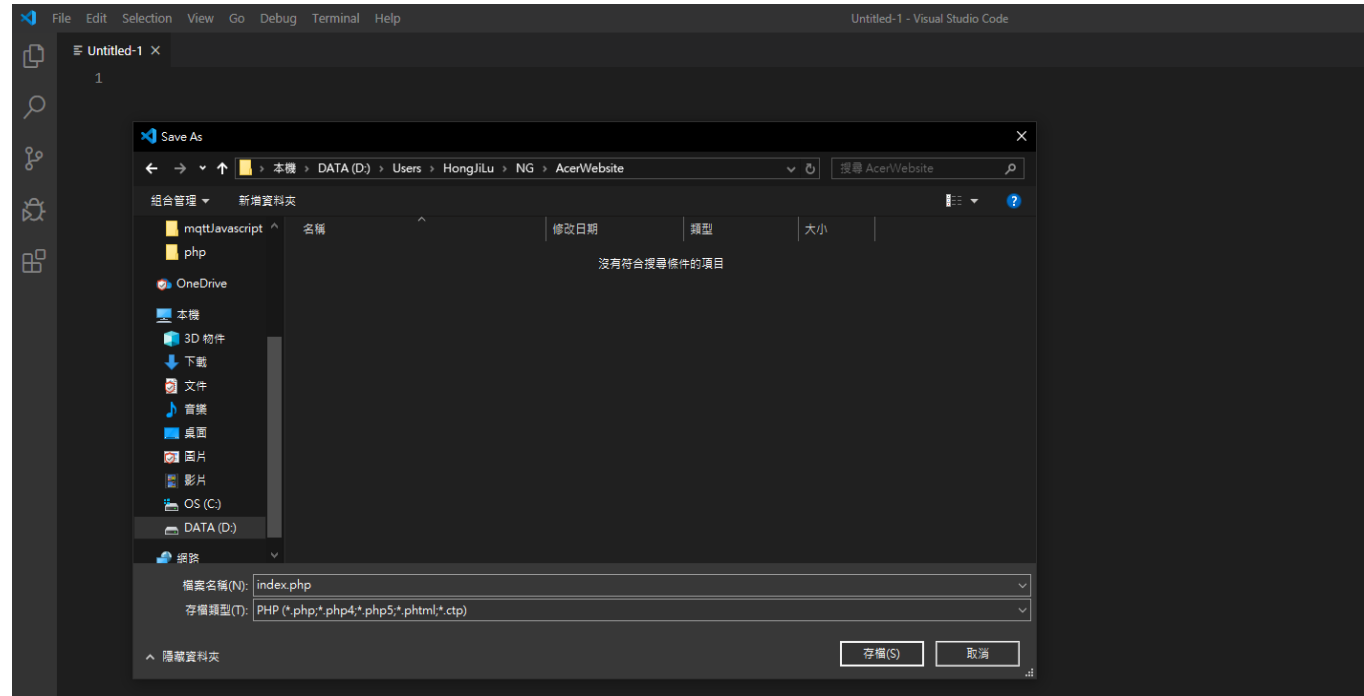 File Edit Selection View Go Debug Terminal Help Untitled-1 - Visual Studio Code
Untitled-1
1
Save As
本機 > DATA (D:) > Users > HongJiLu > NG > AcerWebsite 搜尋 AcerWebsite
組合管理 新增資料夾
mqttJavascript 名稱 修改日期 類型 大小
php
沒有符合搜尋條件的項目
OneDrive
本機
3D 物件
下載
文件
音樂
桌面
圖片
影片
OS (C:)
DATA (D:)
網路
檔案名稱(N): index.php
存檔類型(T): PHP (*.php;*.php4;*.php5;*.phtml;*.ctp)
隱藏資料夾 存檔(S) 取消